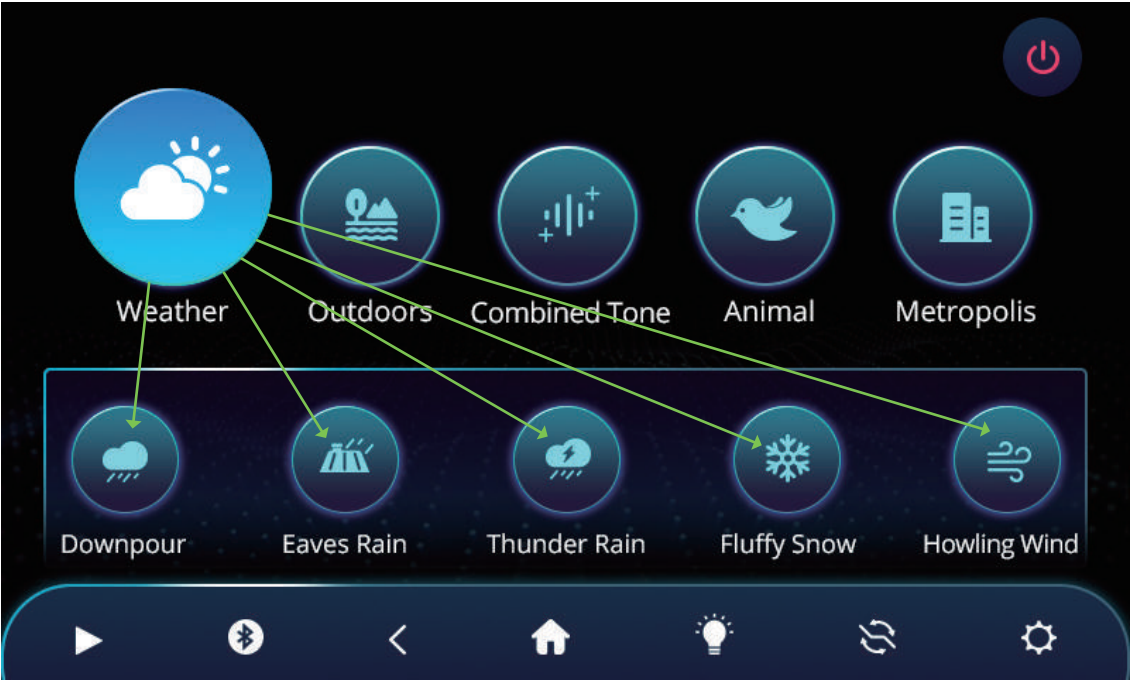 Weather
Outdoors
Combined Tone
Animal
Metropolis
Downpour
Eaves Rain
Thunder Rain
Fluffy Snow
Howling Wind